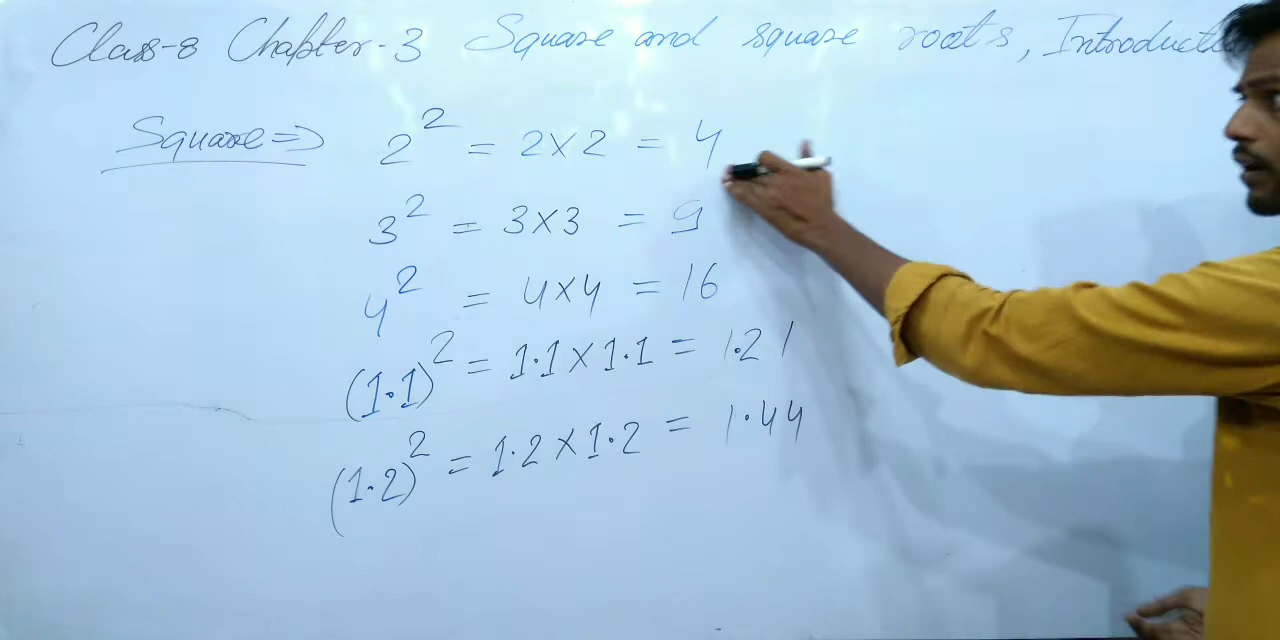 Class-8 Chapter-3 Square and square roots, Introduct
Square ⇒ 2² = 2×2 = 4
3² = 3×3 = 9
4² = 4×4 = 16
(1.1)² = 1.1×1.1 = 1.21
(1.2)² = 1.2×1.2 = 1.44